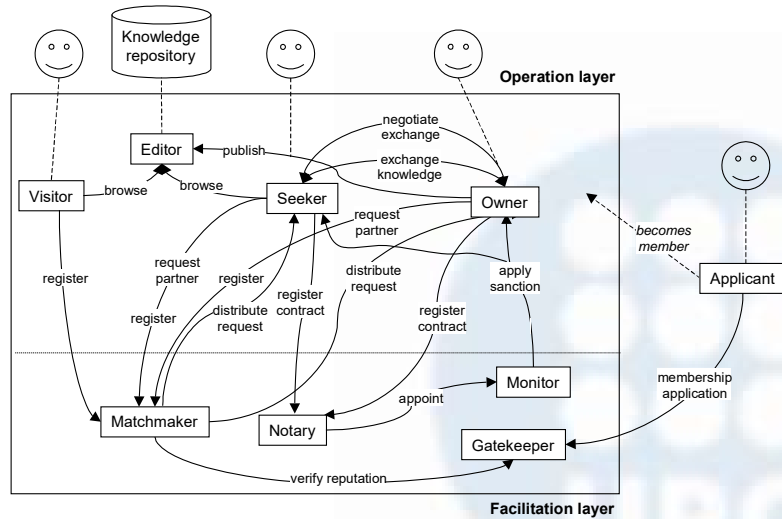 Knowledge
repository
Operation layer
negotiate
exchange
Editor
publish
exchange
knowledge
Visitor
browse
browse
Seeker
Owner
request
partner
becomes
member
register
request
partner
register
distribute
request
apply
sanction
Applicant
register
distribute
request
register
contract
register
contract
Monitor
membership
application
appoint
Matchmaker
Notary
Gatekeeper
verify reputation
Facilitation layer